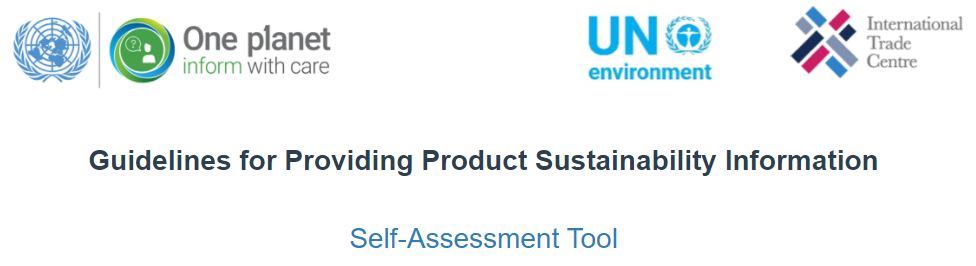 One planet
inform with care
UN
environment
International
Trade
Centre
Guidelines for Providing Product Sustainability Information
Self-Assessment Tool